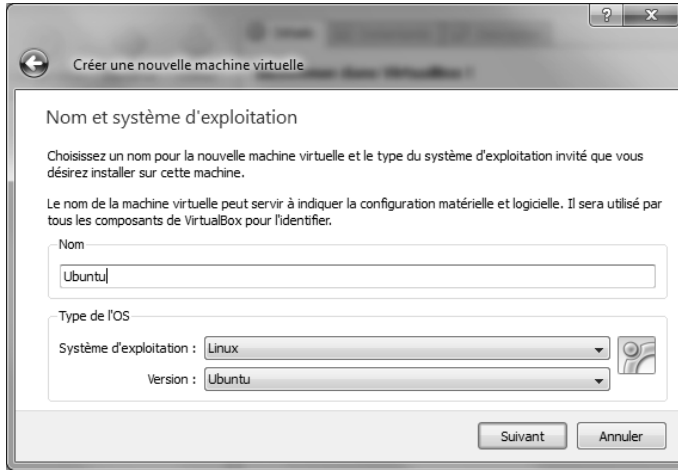 Créer une nouvelle machine virtuelle
Nom et système d'exploitation
Choisissez un nom pour la nouvelle machine virtuelle et le type du système d'exploitation invité que vous
désirez installer sur cette machine.
Le nom de la machine virtuelle peut servir à indiquer la configuration matérielle et logicielle. Il sera utilisé par
tous les composants de VirtualBox pour l'identifier.
Nom
Ubuntu
Type de l'OS
Système d'exploitation : Linux
Version : Ubuntu
Suivant Annuler